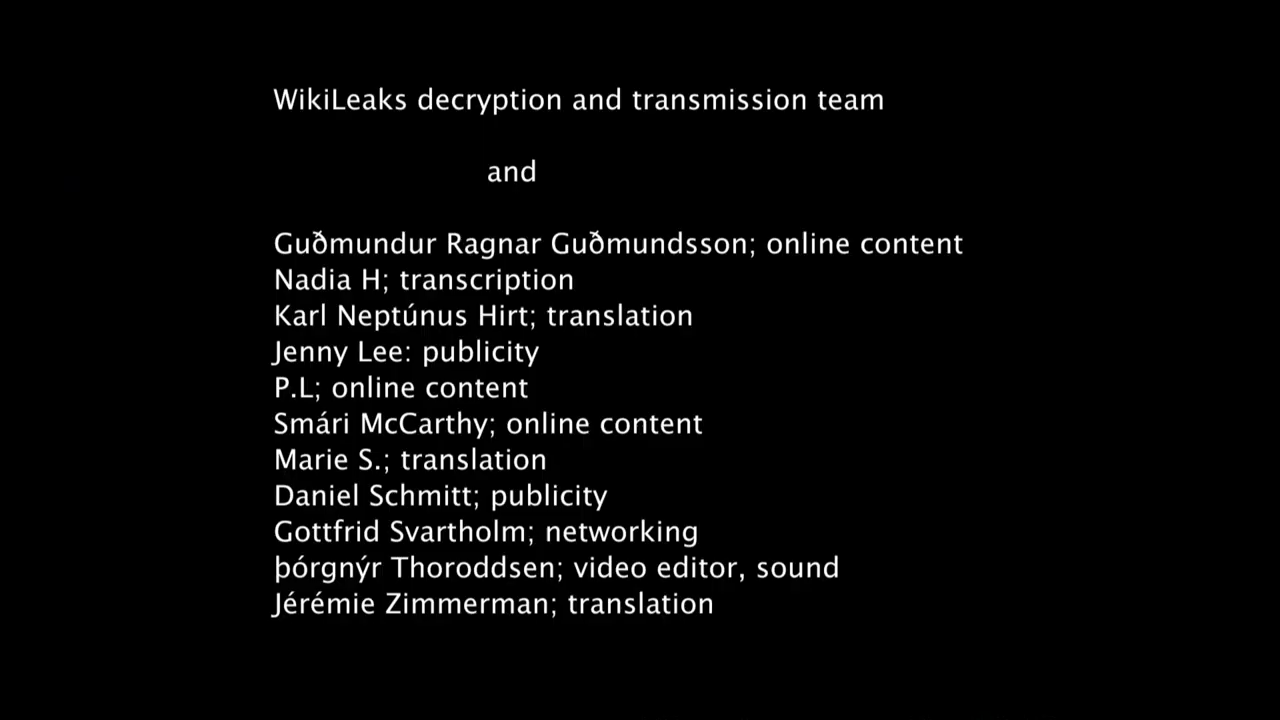 WikiLeaks decryption and transmission team
and
Guðmundur Ragnar Guðmundsson; online content
Nadia H; transcription
Karl Neptúnus Hirt; translation
Jenny Lee: publicity
P.L; online content
Smári McCarthy; online content
Marie S.; translation
Daniel Schmitt; publicity
Gottfrid Svartholm; networking
þórgnýr Thoroddsen; video editor, sound
Jérémie Zimmerman; translation